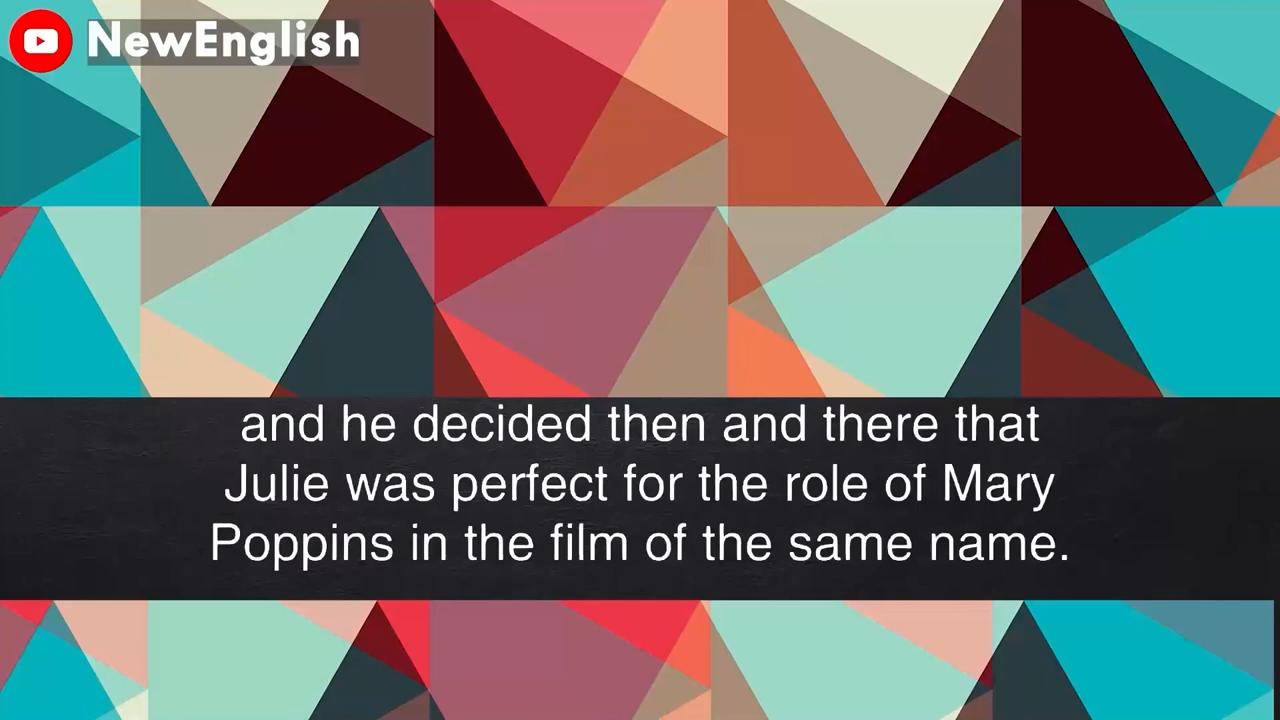 NewEnglish
and he decided then and there that
Julie was perfect for the role of Mary
Poppins in the film of the same name.